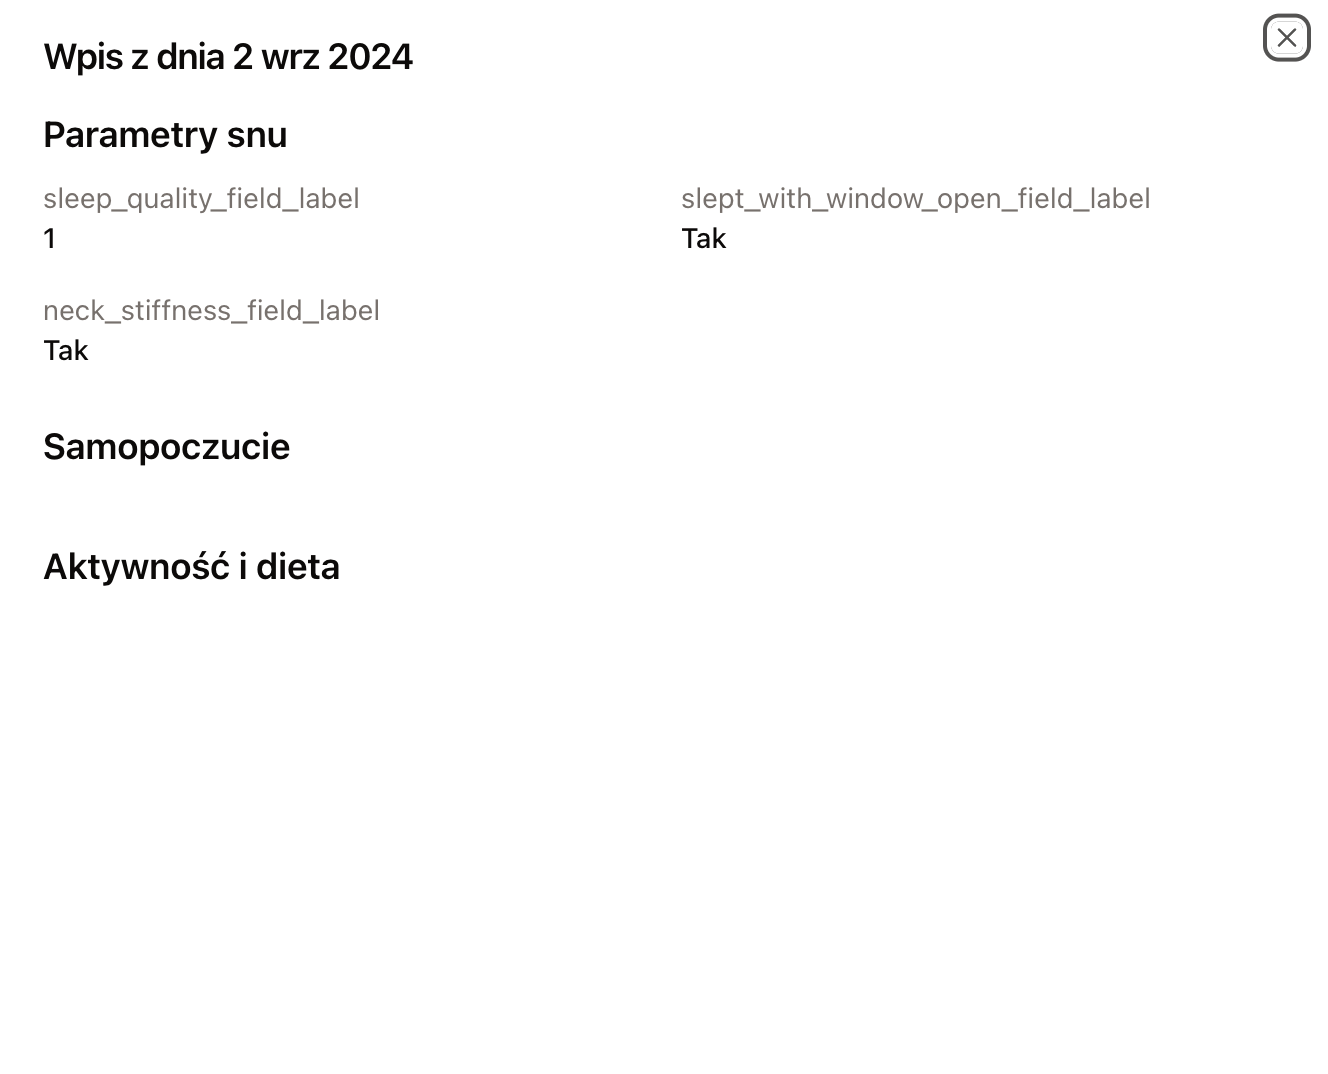 Wpis z dnia 2 wrz 2024
Parametry snu
sleep_quality_field_label
1
slept_with_window_open_field_label
Tak
neck_stiffness_field_label
Tak
Samopoczucie
Aktywność i dieta